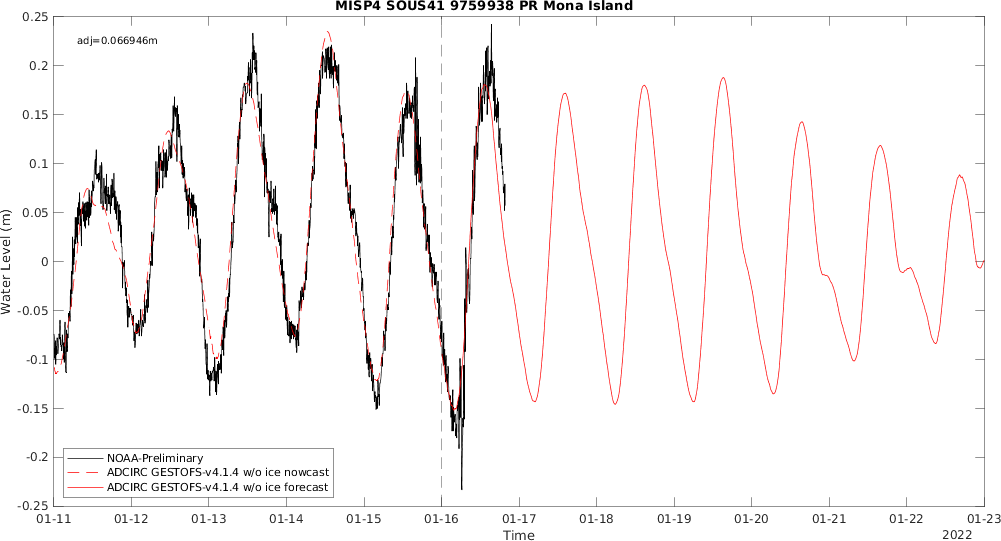 MISP4 SOUS41 9759938 PR Mona Island
0.25
adj=0.066946m
0.2
0.15
0.1
0.05
0
-0.05
-0.1
-0.15
-0.2
-0.25
Water Level (m)
NOAA-Preliminary
ADCIRC GESTOFS-v4.1.4 w/o ice nowcast
ADCIRC GESTOFS-v4.1.4 w/o ice forecast
01-11 01-12 01-13 01-14 01-15 01-16 01-17 01-18 01-19 01-20 01-21 01-22 01-23
Time
2022